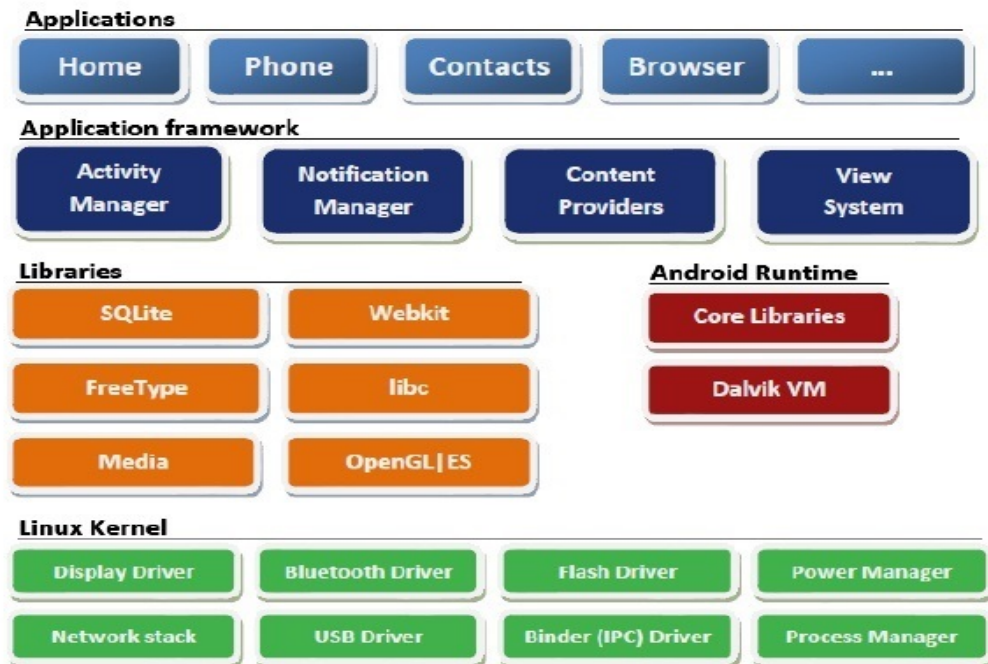 Applications
Home
Phone
Contacts
Browser
...
Application framework
Activity
Manager
Notification
Manager
Content
Providers
View
System
Libraries
SQLite
Webkit
FreeType
libc
Media
OpenGL|ES
Android Runtime
Core Libraries
Dalvik VM
Linux Kernel
Display Driver
Bluetooth Driver
Flash Driver
Power Manager
Network stack
USB Driver
Binder (IPC) Driver
Process Manager